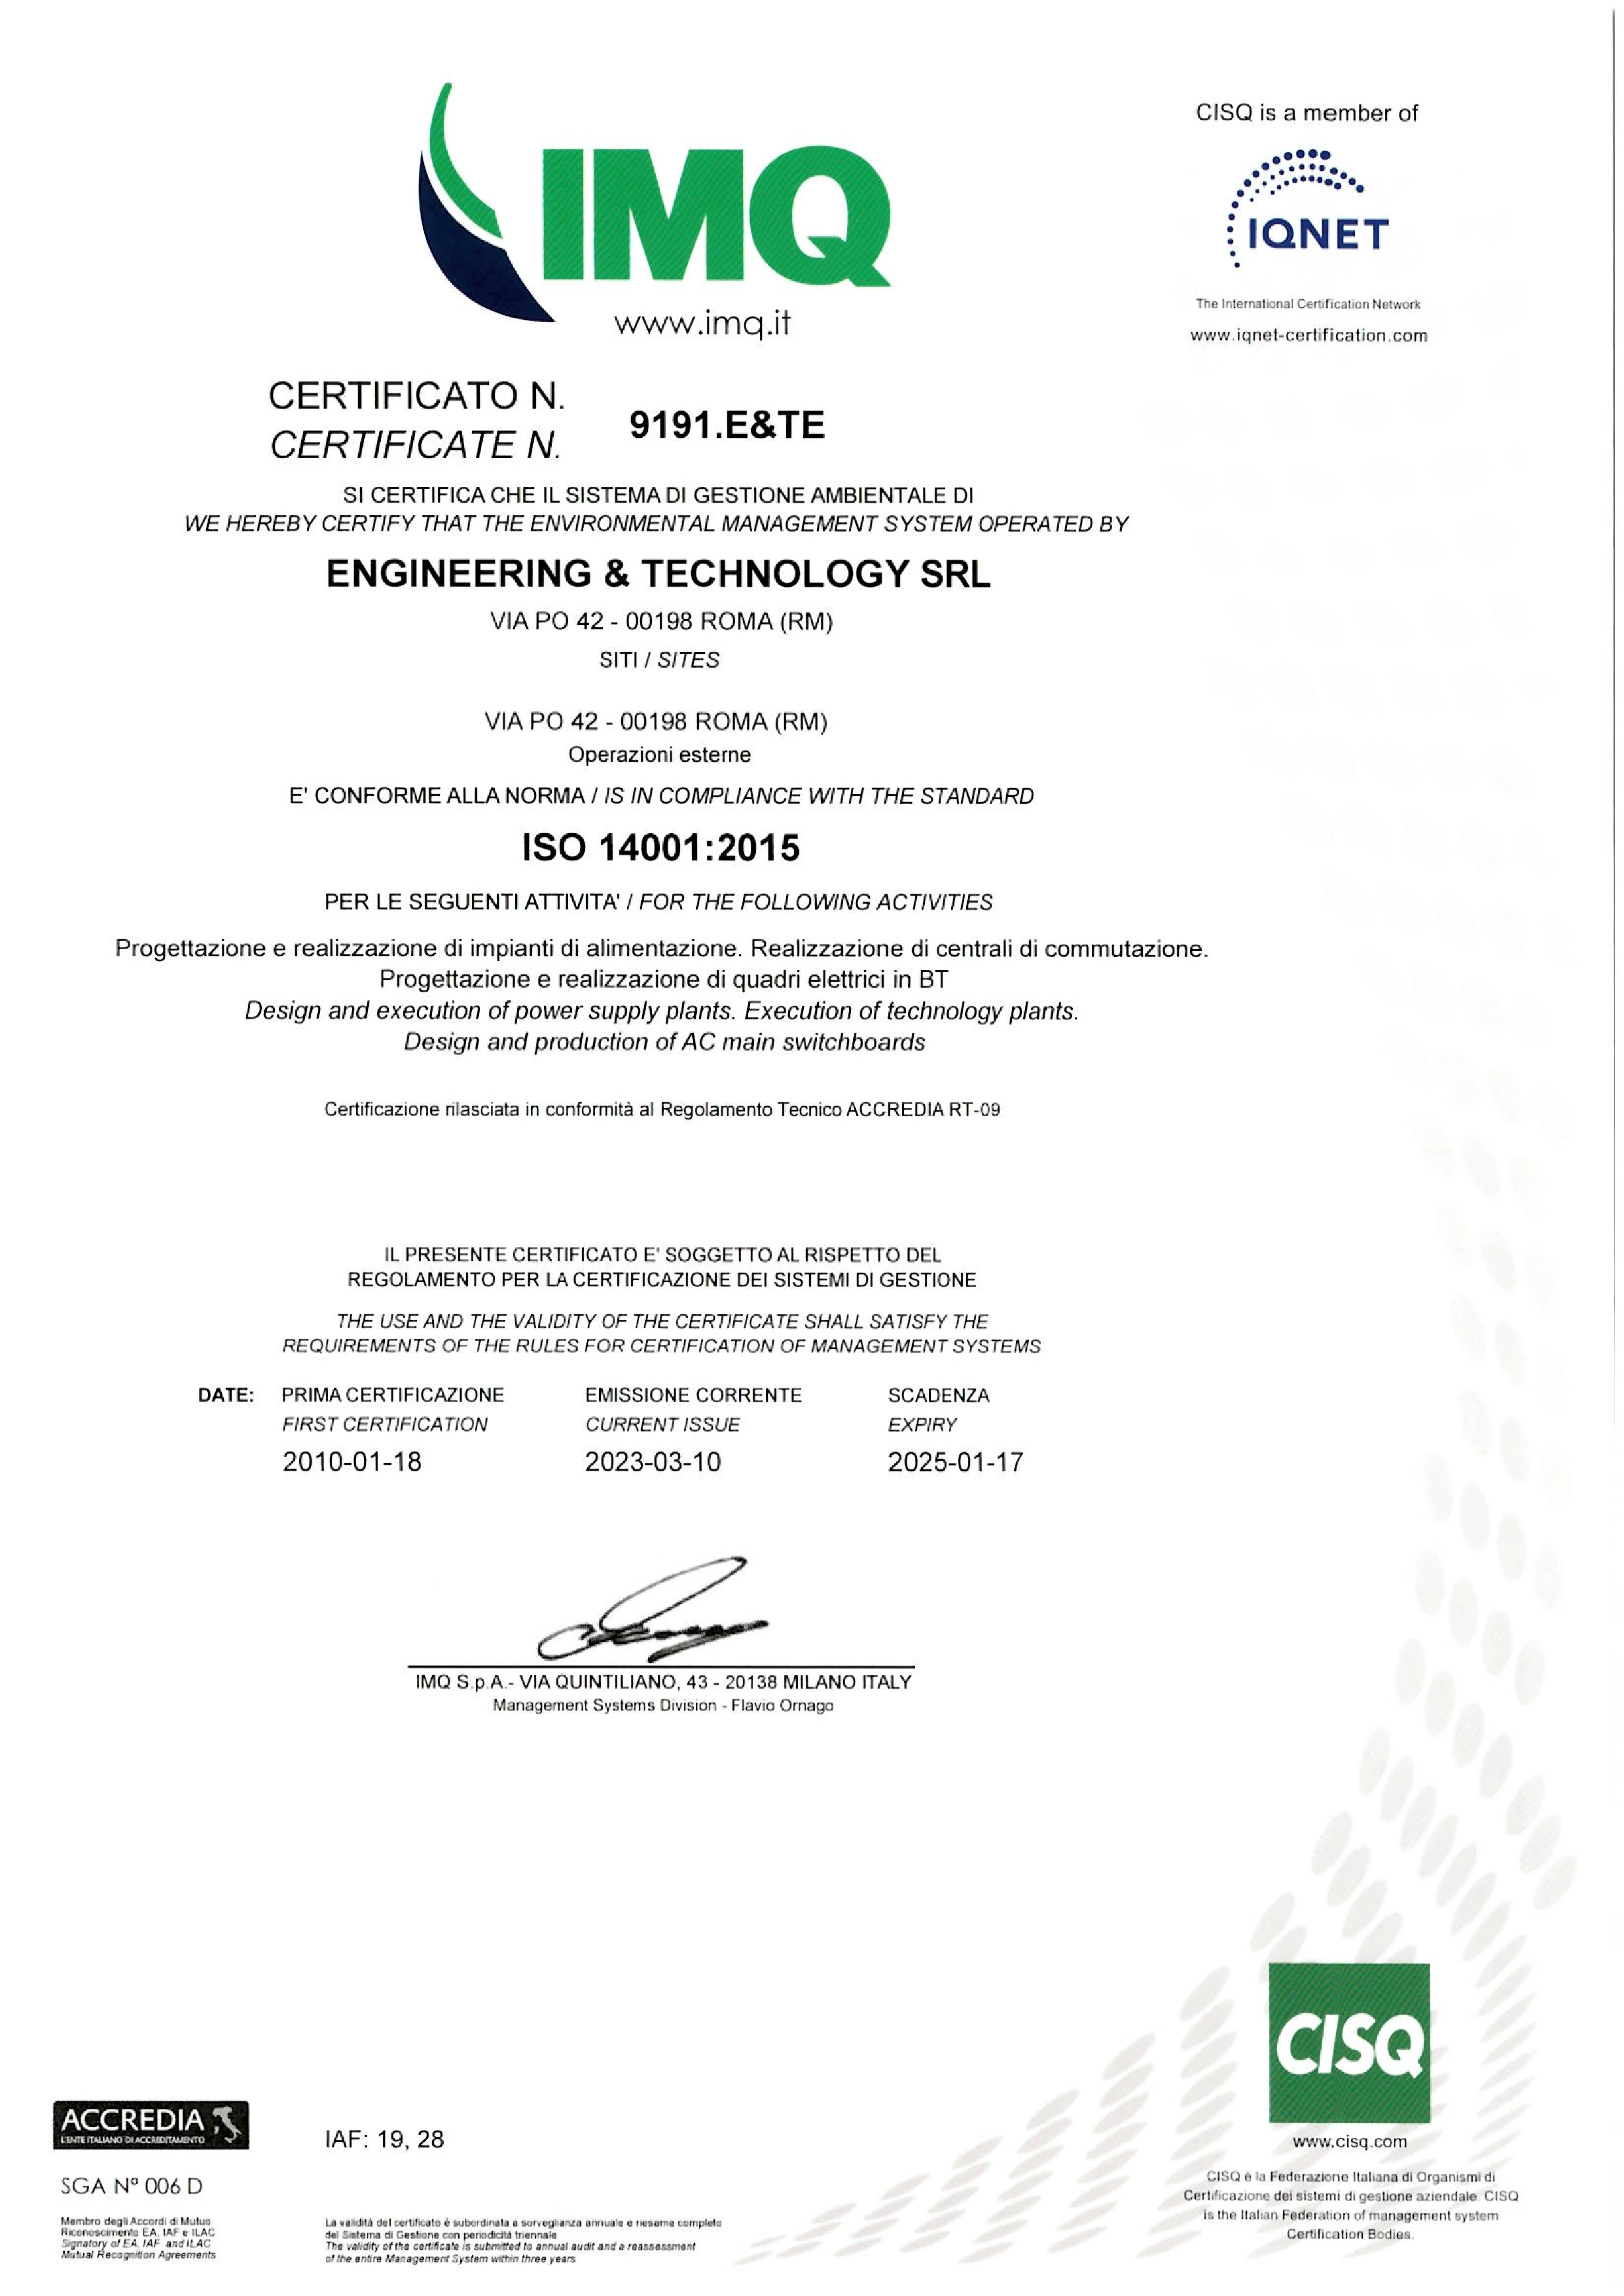 IMQ
www.imq.it
CISQ is a member of
IQNET
The International Certification Network
www.iqnet-certification.com
CERTIFICATO N.
CERTIFICATE N.
9191.E&TE
SI CERTIFICA CHE IL SISTEMA DI GESTIONE AMBIENTALE DI
WE HEREBY CERTIFY THAT THE ENVIRONMENTAL MANAGEMENT SYSTEM OPERATED BY
ENGINEERING & TECHNOLOGY SRL
VIA PO 42 - 00198 ROMA (RM)
SITI / SITES
VIA PO 42 - 00198 ROMA (RM)
Operazioni esterne
E' CONFORME ALLA NORMA / IS IN COMPLIANCE WITH THE STANDARD
ISO 14001:2015
PER LE SEGUENTI ATTIVITA' / FOR THE FOLLOWING ACTIVITIES
Progettazione e realizzazione di impianti di alimentazione. Realizzazione di centrali di commutazione.
Progettazione e realizzazione di quadri elettrici in BT
Design and execution of power supply plants. Execution of technology plants.
Design and production of AC main switchboards
Certificazione rilasciata in conformità al Regolamento Tecnico ACCREDIA RT-09
IL PRESENTE CERTIFICATO E' SOGGETTO AL RISPETTO DEL
REGOLAMENTO PER LA CERTIFICAZIONE DEI SISTEMI DI GESTIONE
THE USE AND THE VALIDITY OF THE CERTIFICATE SHALL SATISFY THE
REQUIREMENTS OF THE RULES FOR CERTIFICATION OF MANAGEMENT SYSTEMS
DATE: PRIMA CERTIFICAZIONE EMISSIONE CORRENTE SCADENZA
FIRST CERTIFICATION CURRENT ISSUE EXPIRY
2010-01-18 2023-03-10 2025-01-17
IMQ S.p.A.- VIA QUINTILIANO, 43 - 20138 MILANO ITALY
Management Systems Division - Flavio Ornago
CISQ
www.cisq.com
CISQ è la Federazione Italiana di Organismi di
Certificazione dei sistemi di gestione aziendale. CISQ
is the Italian Federation of management system
Certification Bodies.
ACCREDIA
L'ENTE ITALIANO DI ACCREDITAMENTO
SGA Nº 006 D
Membro degli Accordi di Mutuo
Riconoscimento EA, IAF e ILAC
Signatory of EA, IAF and ILAC
Mutual Recognition Agreements
IAF: 19, 28
La validità del certificato è subordinata a sorveglianza annuale e riesame completo
del Sistema di Gestione con periodicità triennale
The validity of the certificate is submitted to annual audit and a reassessment
of the entire Management System within three years